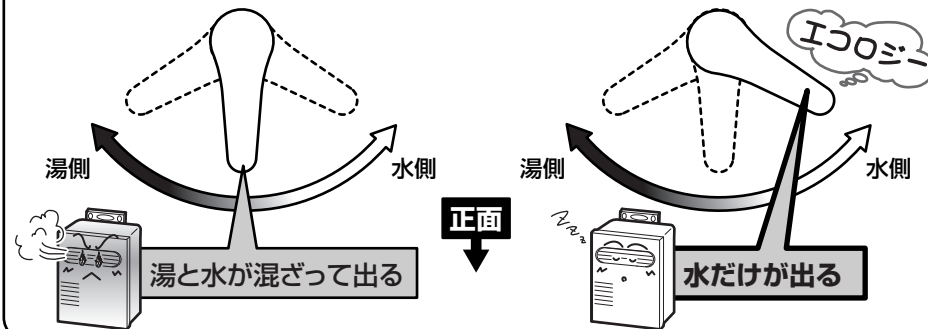 湯側
水側
湯と水が混ざって出る
正面
エコロジー
湯側
水側
zzzz
水だけが出る